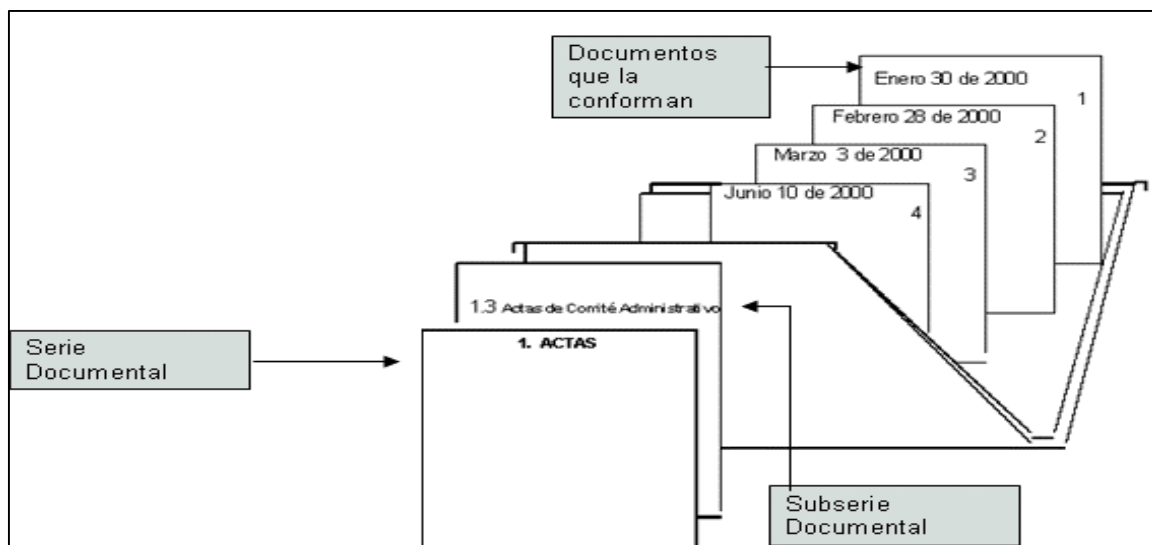 Documentos
que la
conforman
Enero 30 de 2000
1
Febrero 28 de 2000
2
Marzo 3 de 2000
3
Junio 10 de 2000
4
1.3 Actas de Comité Administrativo
1. ACTAS
Serie
Documental
Subserie
Documental